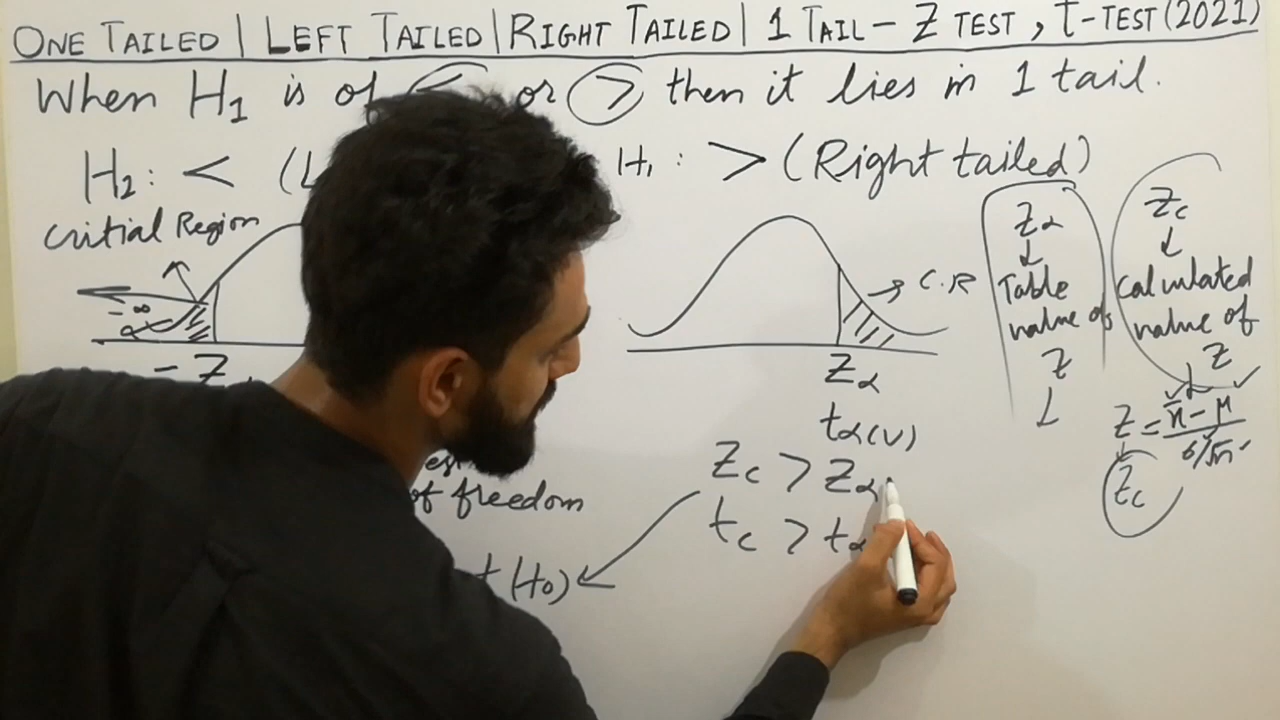 ONE TAILED | LEFT TAILED | RIGHT TAILED | 1 TAIL - Z TEST, t-TEST (2021)
When H₁ is of < or > then it lies in 1 tail.
H₂: < (L
critial Region
- ∞
α
- Z
H₁ : > (Right tailed)
C.R
Zα
tα(ν)
Zα
↓
Table
value of
Z
↓
Zc
↓
Calculated
value of
Z
↓
Z = x̄ - μ / σ/√n
Zc
of freedom
Zc > Zα
tc > tα
t (H₀)